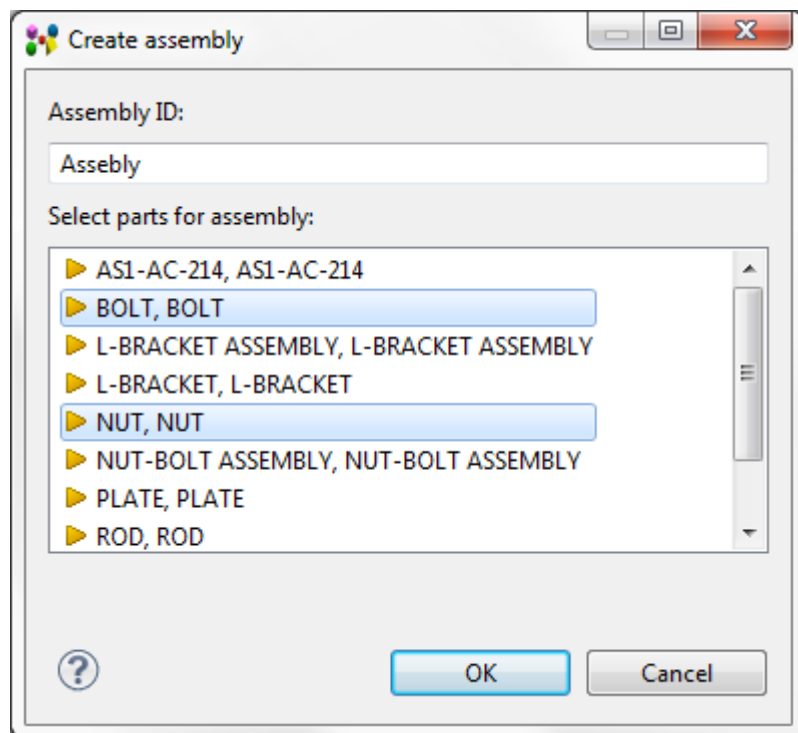 Create assembly
Assembly ID:
Assebly
Select parts for assembly:
AS1-AC-214, AS1-AC-214
BOLT, BOLT
L-BRACKET ASSEMBLY, L-BRACKET ASSEMBLY
L-BRACKET, L-BRACKET
NUT, NUT
NUT-BOLT ASSEMBLY, NUT-BOLT ASSEMBLY
PLATE, PLATE
ROD, ROD
?
OK Cancel